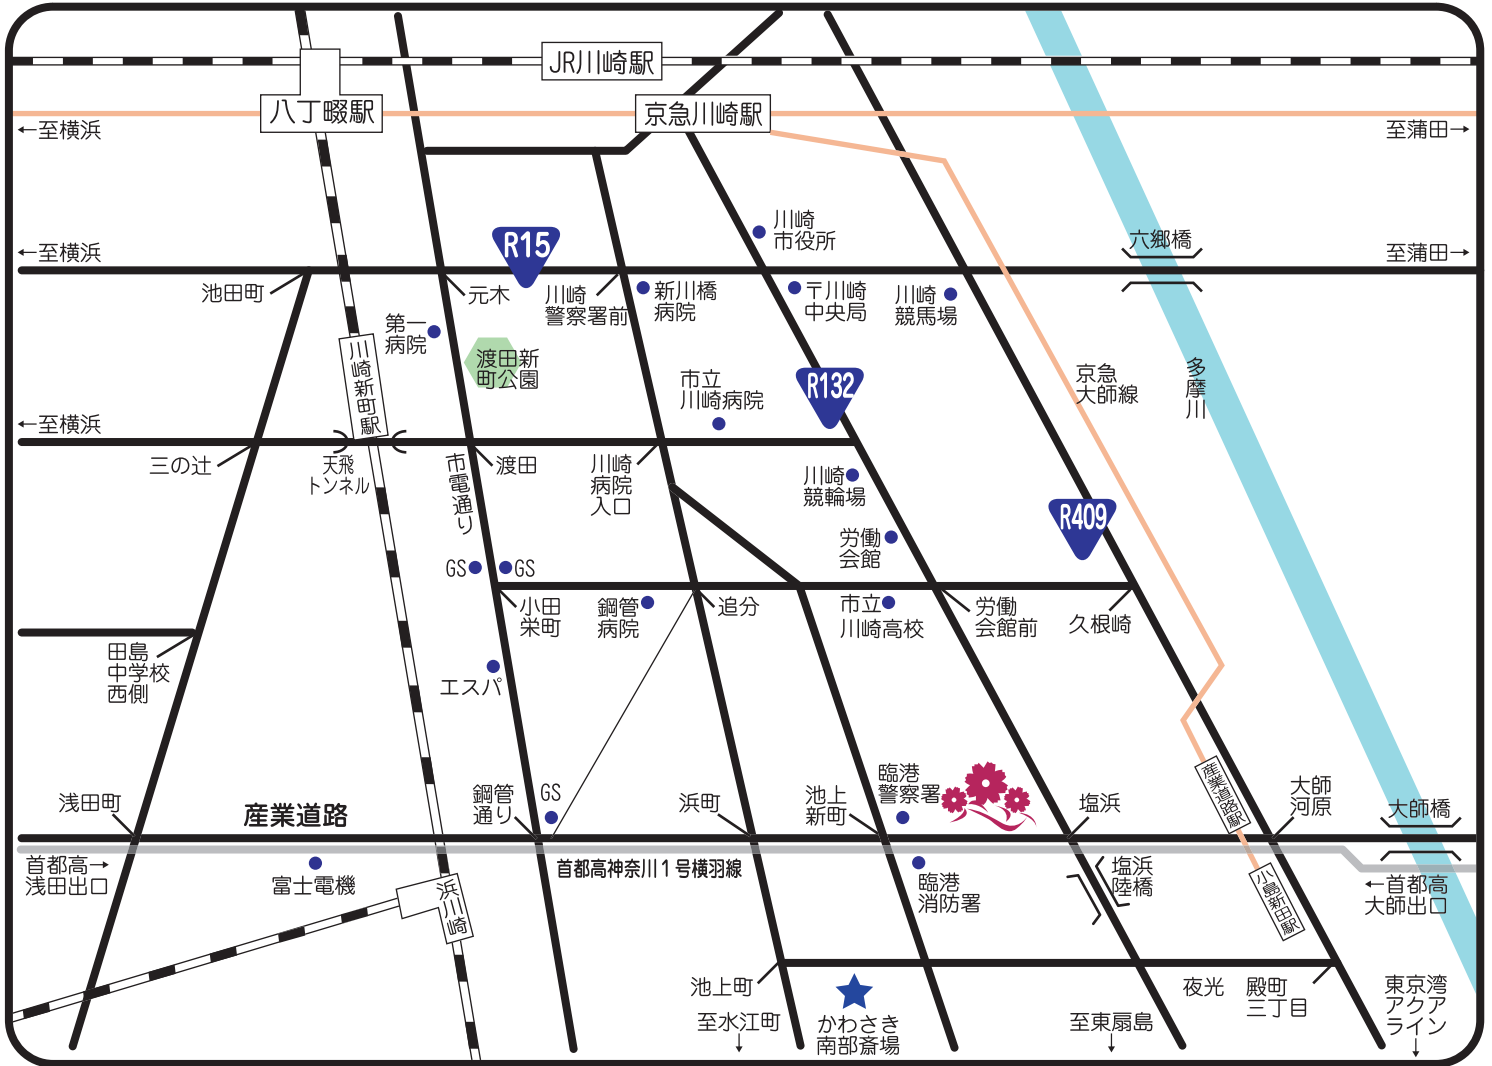 JR川崎駅
八丁畷駅
京急川崎駅
←至横浜
至蒲田→
川崎
市役所
六郷橋
R15
←至横浜
至蒲田→
池田町
元木
川崎
警察署前
新川橋
病院
〒川崎
中央局
川崎
競馬場
第一
病院
渡田新
町公園
川崎新町駅
市立
川崎病院
R132
京急
大師線
多摩川
←至横浜
三の辻
天飛
トンネル
市電通り
渡田
川崎
病院
入口
川崎
競輪場
R409
労働
会館
GS
GS
小田
栄町
鋼管
病院
追分
市立
川崎高校
労働
会館前
久根崎
田島
中学校
西側
エスパ
浅田町
産業道路
鋼管
通り
GS
浜町
池上
新町
臨港
警察署
塩浜
産業道路駅
大師
河原
大師橋
首都高→
浅田出口
富士電機
首都高神奈川1号横羽線
臨港
消防署
塩浜
陸橋
小島新田駅
←首都高
大師出口
浜川崎
池上町
至水江町
↓
かわさき
南部斎場
至東扇島
↓
夜光
殿町
三丁目
東京湾
アクア
ライン
↓